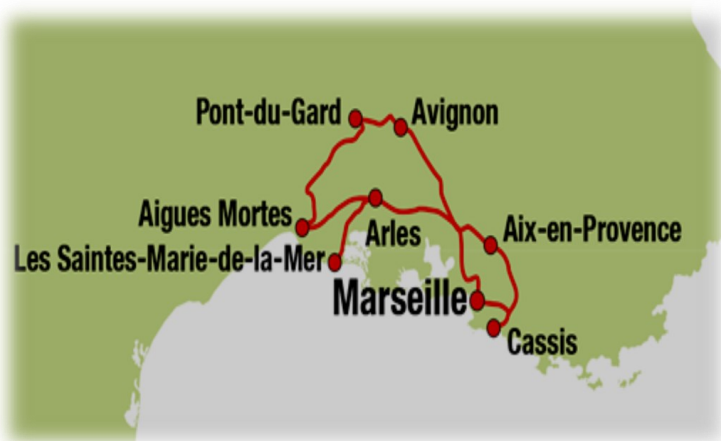 Pont-du-Gard
Avignon
Aigues Mortes
Arles
Aix-en-Provence
Les Saintes-Marie-de-la-Mer
Marseille
Cassis